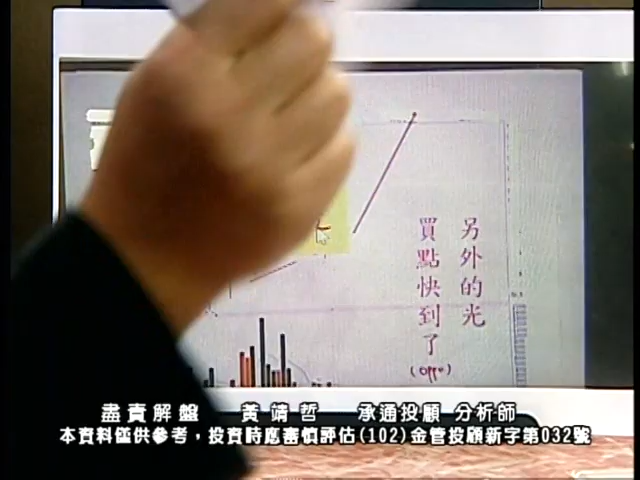 另外的光
買點快到了
(oppo)
盡責解盤 黃靖哲 承通投顧 分析師
本資料僅供參考，投資時應審慎評估(102)金管投顧新字第032號